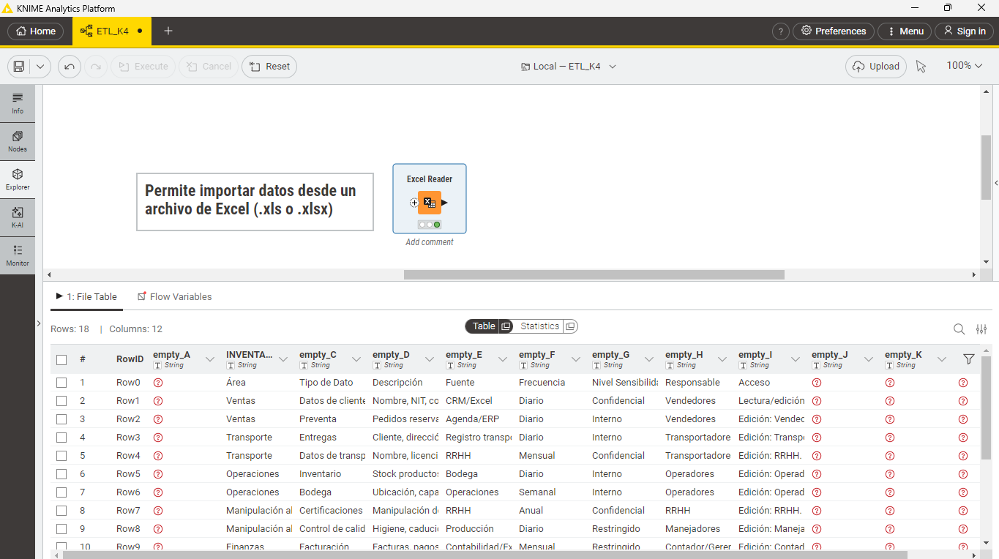 KNIME Analytics Platform
Home
ETL_K4
Preferences
Menu
Sign in
Execute
Cancel
Reset
Local — ETL_K4
Upload
100%
Info
Nodes
Explorer
K-AI
Monitor
Permite importar datos desde un
archivo de Excel (.xls o .xlsx)
Excel Reader
Add comment
1: File Table Flow Variables
Rows: 18 | Columns: 12
Table Statistics
# RowID empty_A INVENTA... empty_C empty_D empty_E empty_F empty_G empty_H empty_I empty_J empty_K
T String T String T String T String T String T String T String T String T String T String T String
1 Row0 ? Área Tipo de Dato Descripción Fuente Frecuencia Nivel Sensibilida Responsable Acceso ? ? ?
2 Row1 ? Ventas Datos de cliente Nombre, NIT, co CRM/Excel Diario Confidencial Vendedores Lectura/edición ? ? ?
3 Row2 ? Ventas Preventa Pedidos reserva Agenda/ERP Diario Interno Vendedores Edición: Vended ? ? ?
4 Row3 ? Transporte Entregas Cliente, direcció Registro transpo Diario Interno Transportadore Edición: Transpo ? ? ?
5 Row4 ? Transporte Datos de transp Nombre, licenci RRHH Mensual Confidencial Transportadore Edición: RRHH. ? ? ?
6 Row5 ? Operaciones Inventario Stock producto Bodega Diario Interno Operadores Edición: Operad ? ? ?
7 Row6 ? Operaciones Bodega Ubicación, capa Operaciones Semanal Interno Operadores Edición: Operad ? ? ?
8 Row7 ? Manipulación al Certificaciones Manipulación d RRHH Anual Confidencial RRHH Edición: RRHH. ? ? ?
9 Row8 ? Manipulación al Control de calid Higiene, caduci Producción Diario Restringido Manejadores Edición: Maneja ? ? ?
10 Row9 ? Finanzas Facturación Facturas, pagos Contabilidad/Ex Mensual Restringido Contador/Geren Edición: Contad ? ? ?